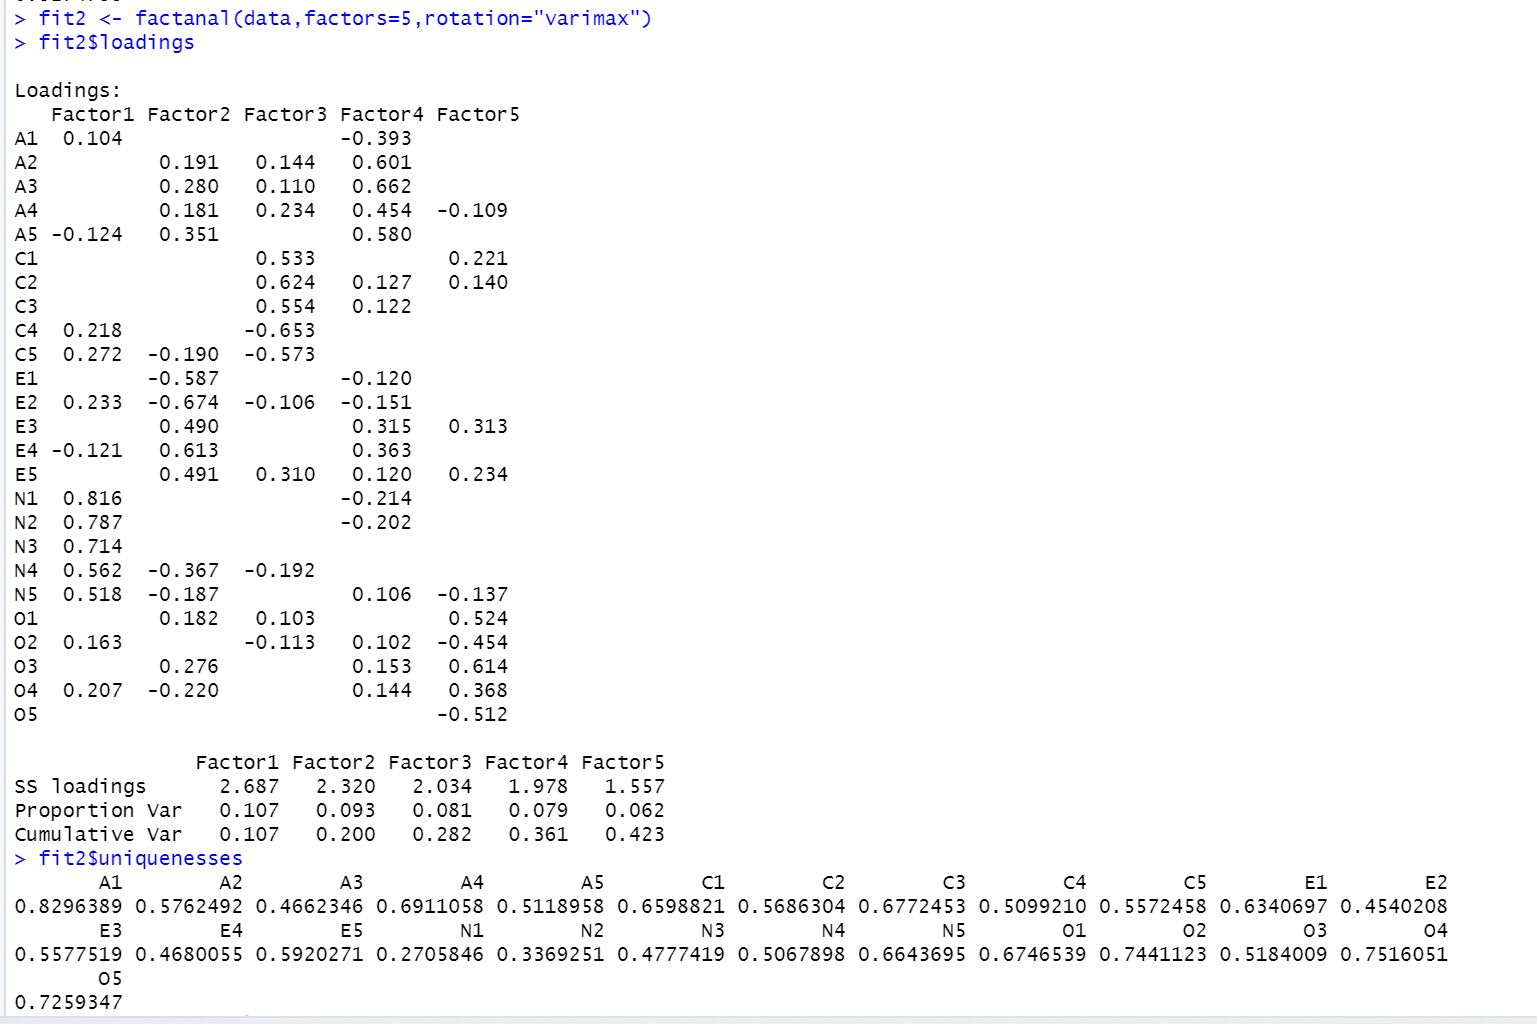 > fit2 <- factanal(data,factors=5,rotation="varimax")
> fit2$loadings
Loadings:
   Factor1 Factor2 Factor3 Factor4 Factor5
A1  0.104                  -0.393
A2          0.191   0.144   0.601
A3          0.280   0.110   0.662
A4          0.181   0.234   0.454  -0.109
A5 -0.124   0.351           0.580
C1                  0.533           0.221
C2                  0.624   0.127   0.140
C3                  0.554   0.122
C4  0.218          -0.653
C5  0.272  -0.190  -0.573
E1         -0.587          -0.120
E2  0.233  -0.674  -0.106  -0.151
E3          0.490           0.315   0.313
E4 -0.121   0.613           0.363
E5          0.491   0.310   0.120   0.234
N1  0.816                  -0.214
N2  0.787                  -0.202
N3  0.714
N4  0.562  -0.367  -0.192
N5  0.518  -0.187           0.106  -0.137
O1          0.182   0.103           0.524
O2  0.163          -0.113   0.102  -0.454
O3          0.276           0.153   0.614
O4  0.207  -0.220           0.144   0.368
O5                                 -0.512
               Factor1 Factor2 Factor3 Factor4 Factor5
SS loadings      2.687   2.320   2.034   1.978   1.557
Proportion Var   0.107   0.093   0.081   0.079   0.062
Cumulative Var   0.107   0.200   0.282   0.361   0.423
> fit2$uniquenesses
       A1        A2        A3        A4        A5        C1        C2        C3        C4        C5        E1        E2
0.8296389 0.5762492 0.4662346 0.6911058 0.5118958 0.6598821 0.5686304 0.6772453 0.5099210 0.5572458 0.6340697 0.4540208
       E3        E4        E5        N1        N2        N3        N4        N5        O1        O2        O3        O4
0.5577519 0.4680055 0.5920271 0.2705846 0.3369251 0.4777419 0.5067898 0.6643695 0.6746539 0.7441123 0.5184009 0.7516051
       O5
0.7259347